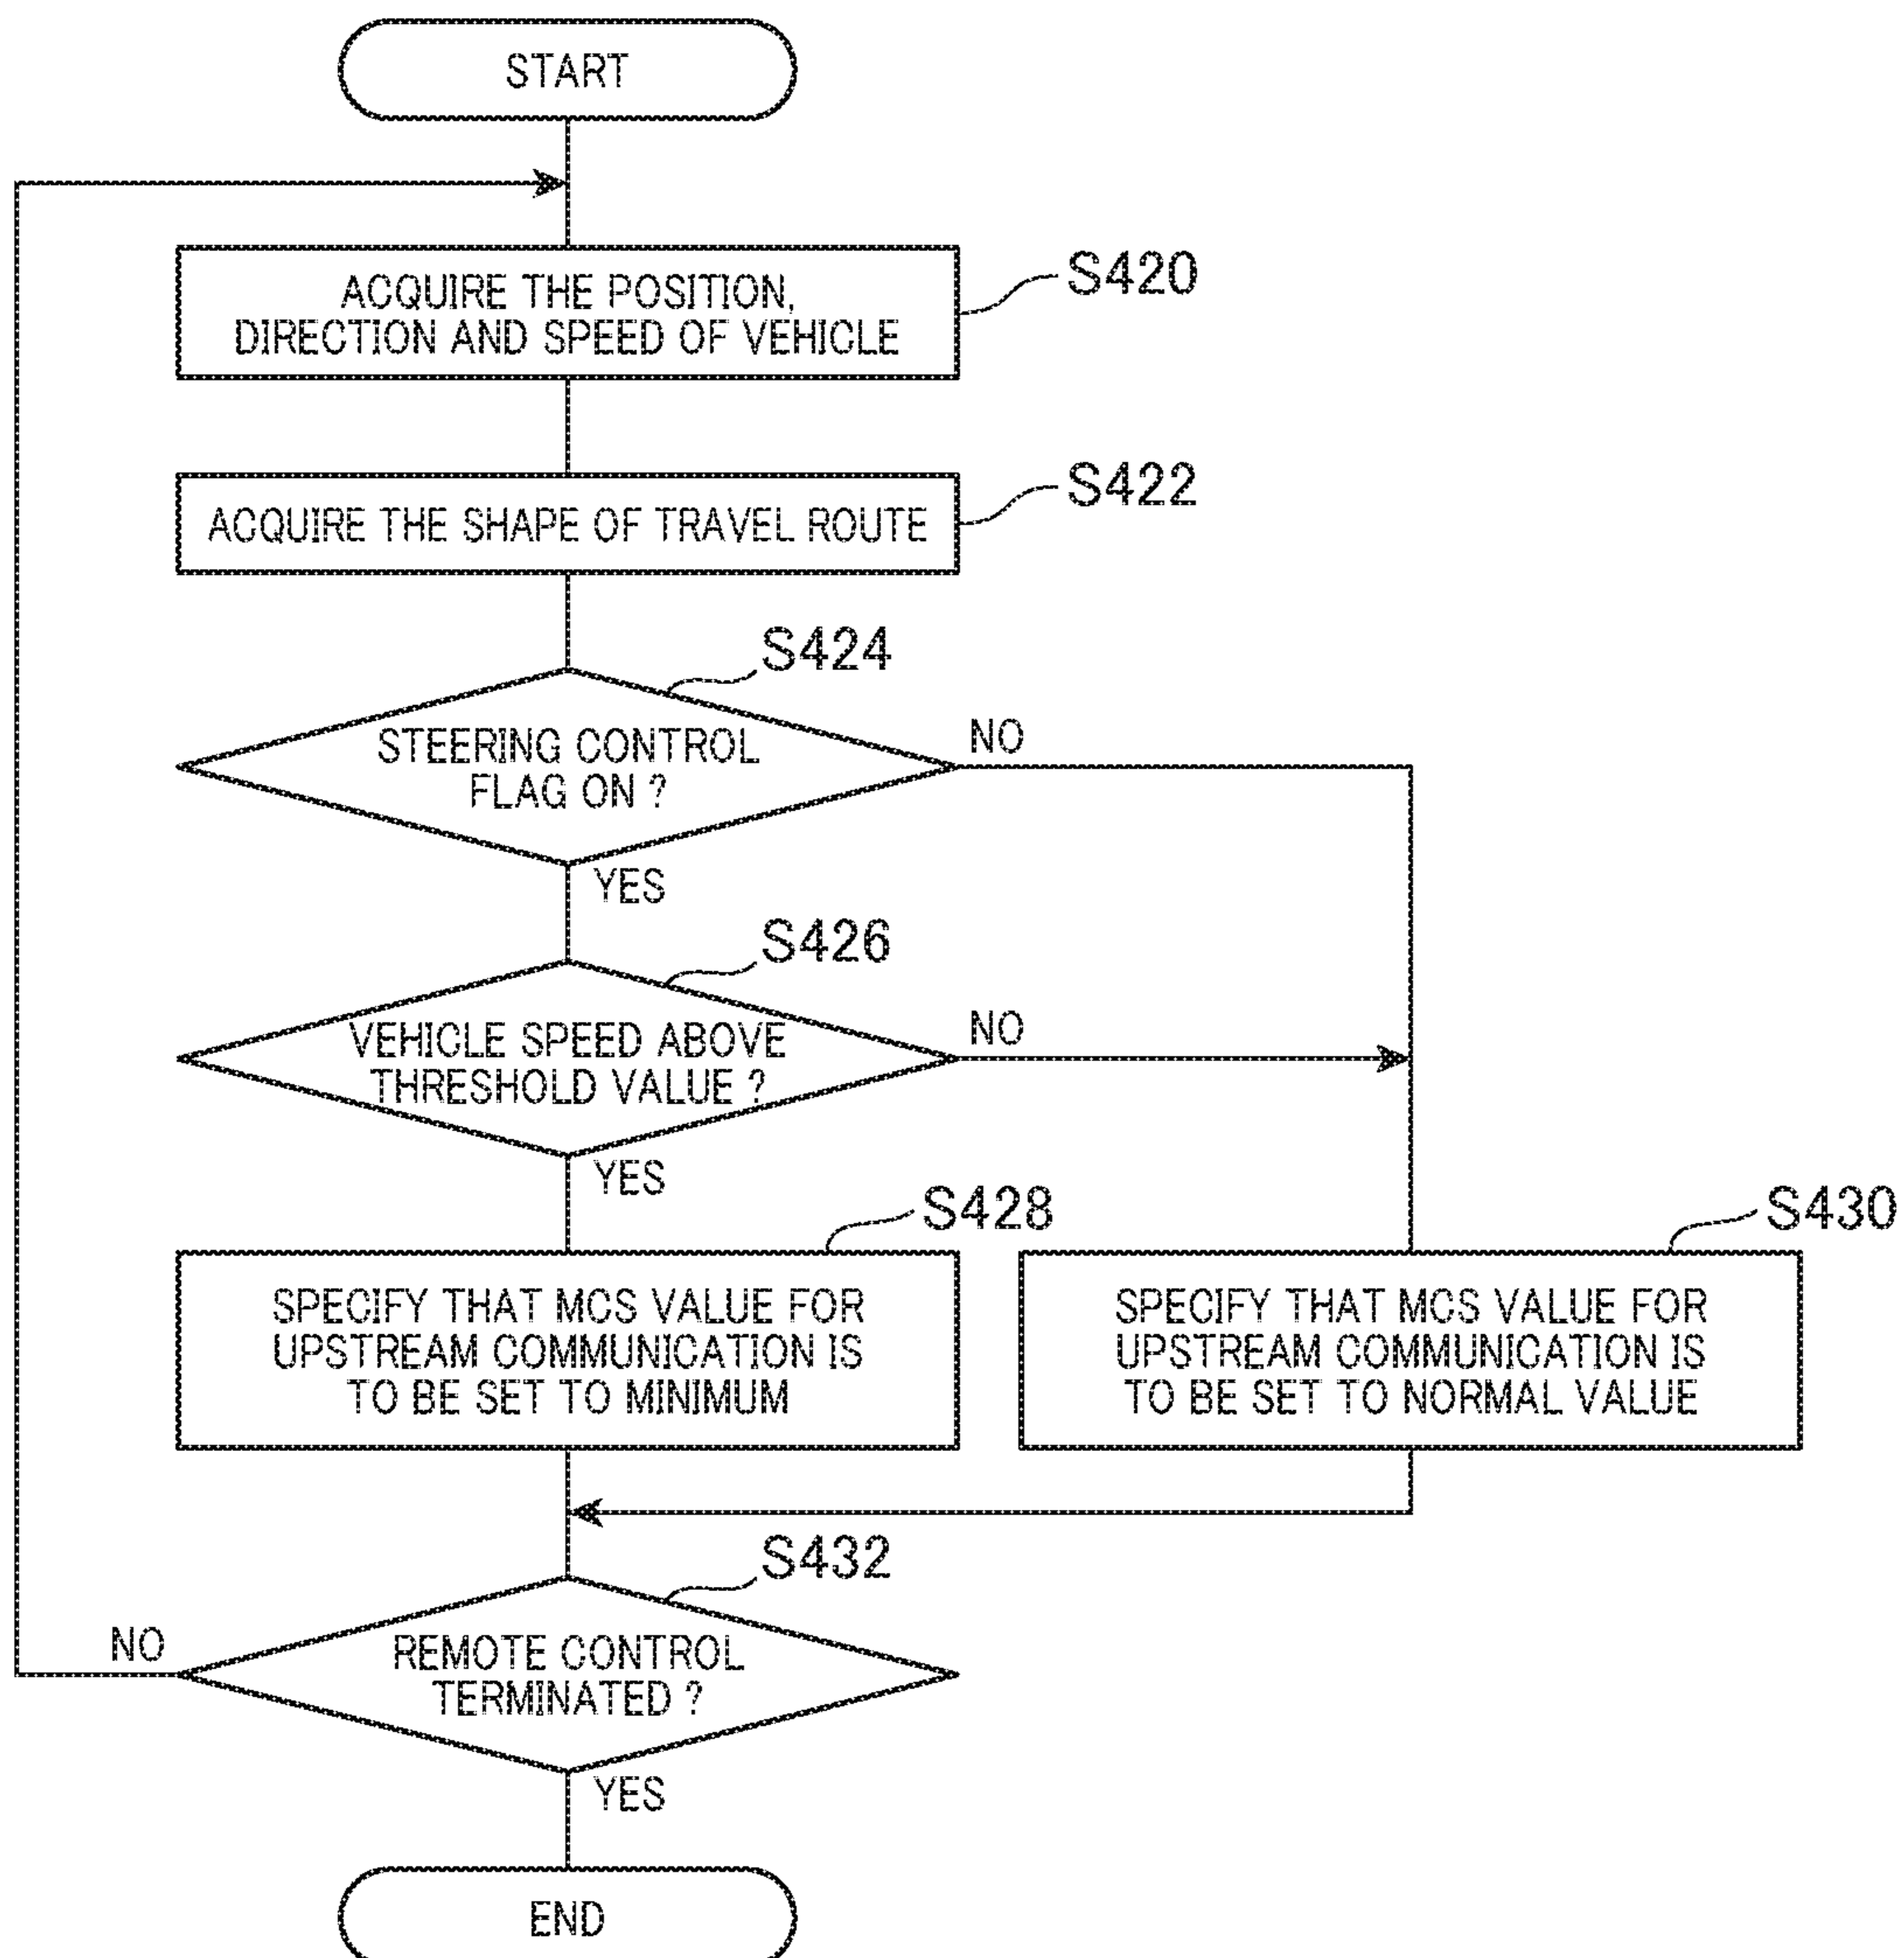 START
ACQUIRE THE POSITION,
DIRECTION AND SPEED OF VEHICLE
S420
ACQUIRE THE SHAPE OF TRAVEL ROUTE
S422
S424
STEERING CONTROL
FLAG ON ?
NO
YES
S426
VEHICLE SPEED ABOVE
THRESHOLD VALUE ?
NO
YES
S428
SPECIFY THAT MCS VALUE FOR
UPSTREAM COMMUNICATION IS
TO BE SET TO MINIMUM
S430
SPECIFY THAT MCS VALUE FOR
UPSTREAM COMMUNICATION IS
TO BE SET TO NORMAL VALUE
S432
REMOTE CONTROL
TERMINATED ?
NO
YES
END